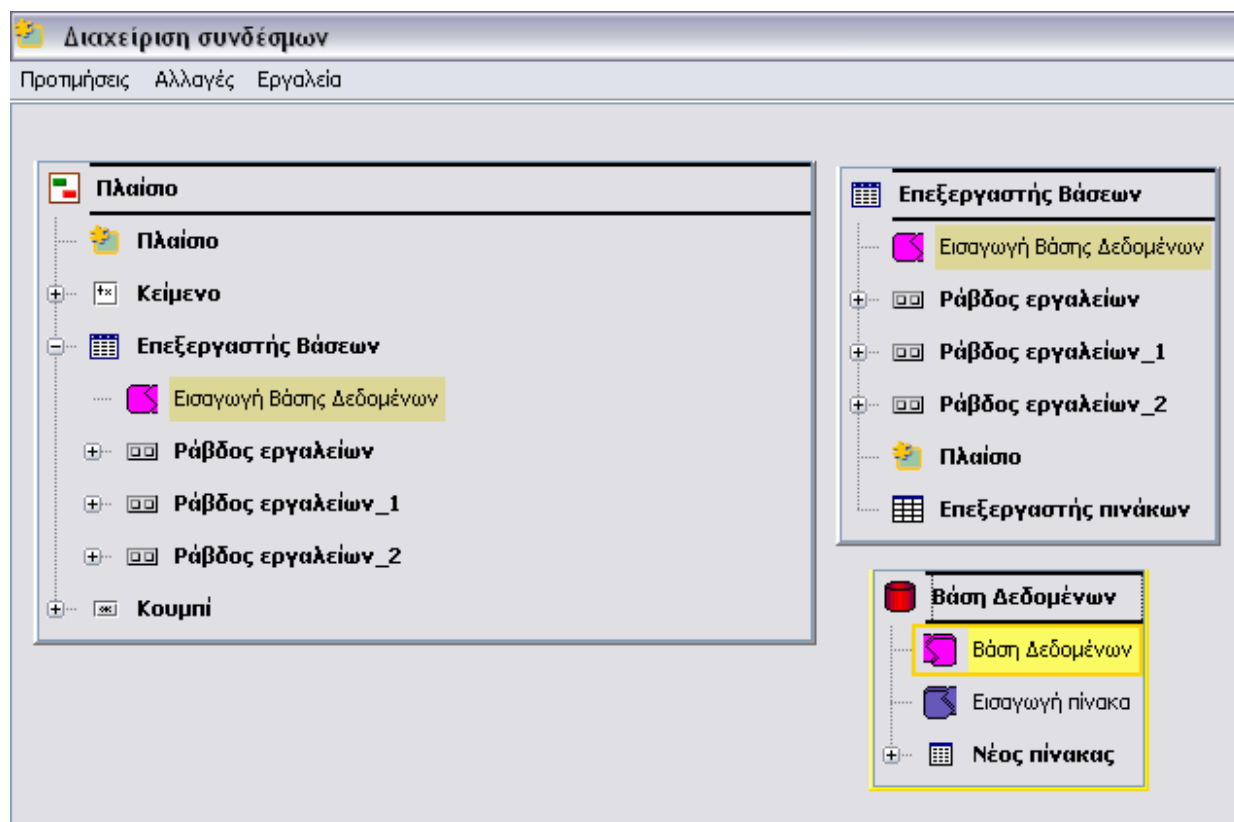 Διαχείριση συνδέσμων
Προτιμήσεις Αλλαγές Εργαλεία
Πλαίσιο
Πλαίσιο
Κείμενο
Επεξεργαστής Βάσεων
Εισαγωγή Βάσης Δεδομένων
Ράβδος εργαλείων
Ράβδος εργαλείων_1
Ράβδος εργαλείων_2
Κουμπί
Επεξεργαστής Βάσεων
Εισαγωγή Βάσης Δεδομένων
Ράβδος εργαλείων
Ράβδος εργαλείων_1
Ράβδος εργαλείων_2
Πλαίσιο
Επεξεργαστής πινάκων
Βάση Δεδομένων
Βάση Δεδομένων
Εισαγωγή πίνακα
Νέος πίνακας